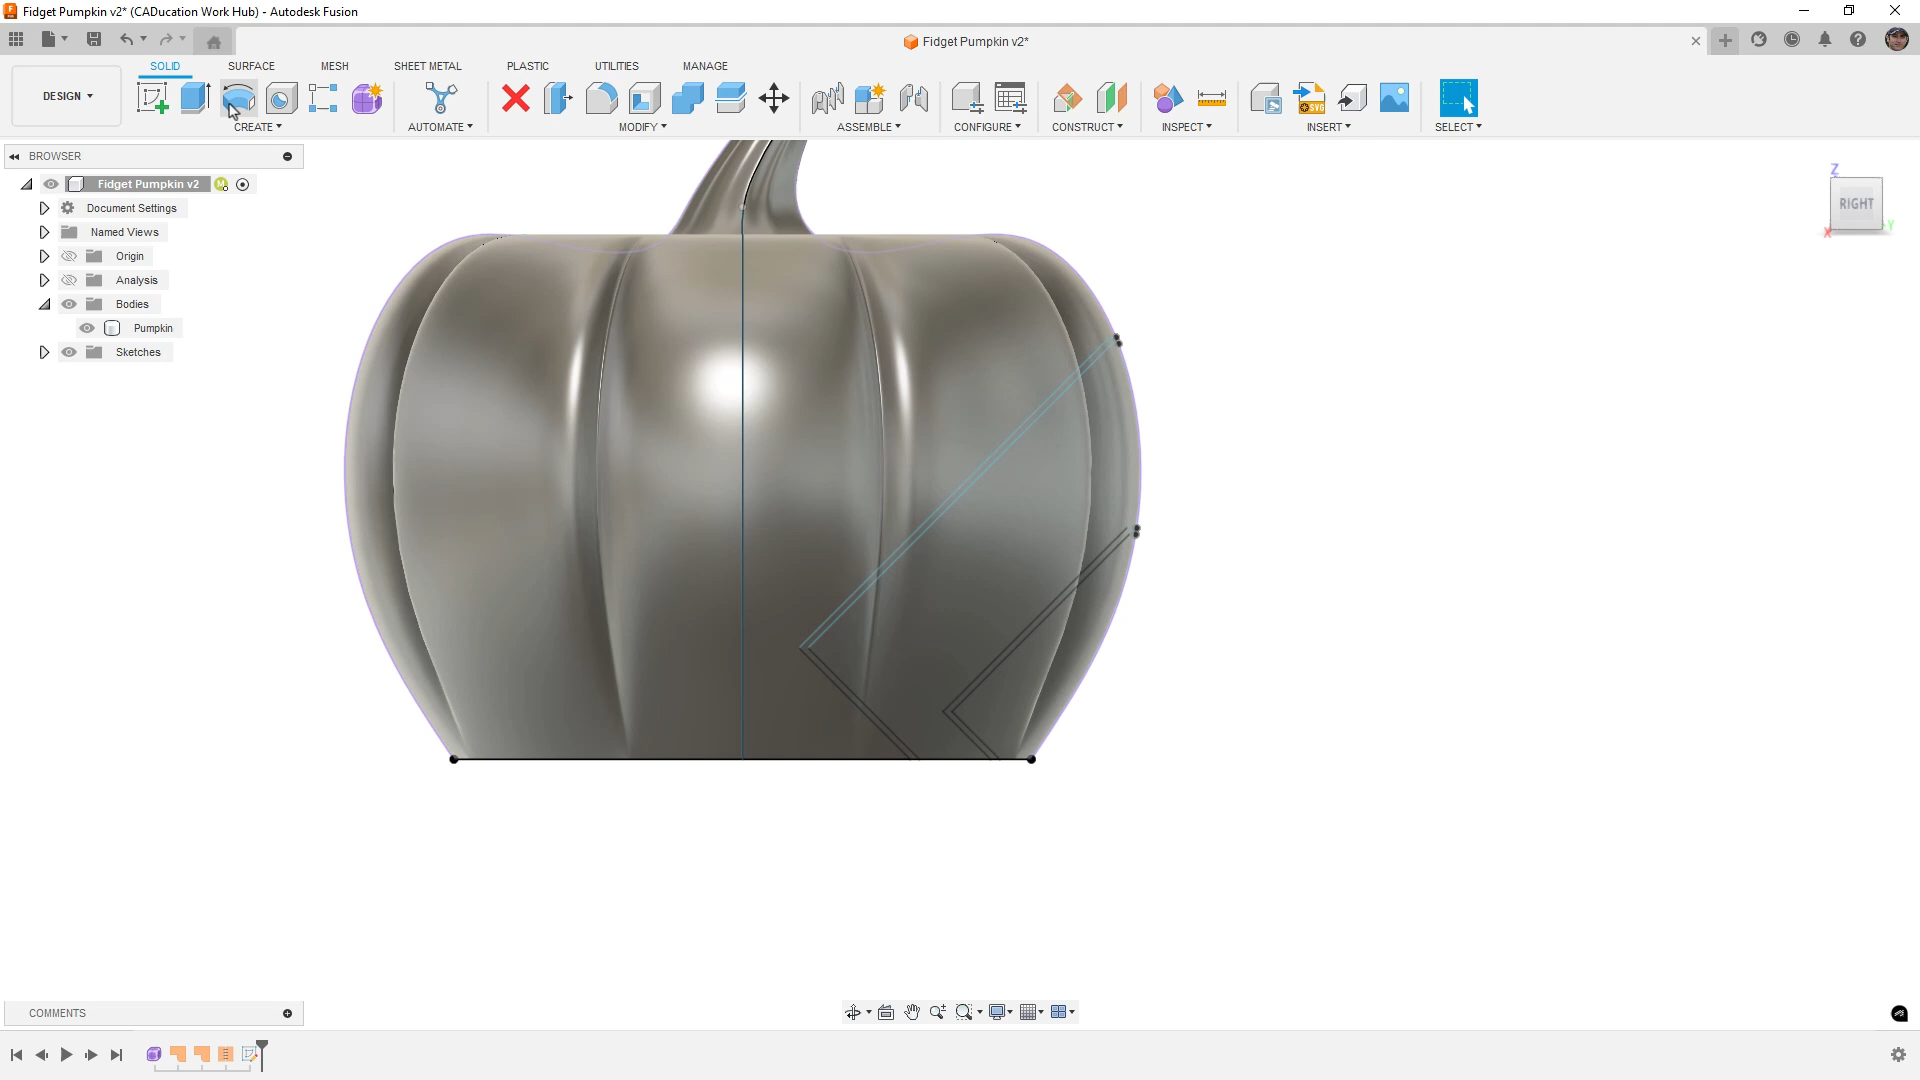 Fidget Pumpkin v2* (CADucation Work Hub) - Autodesk Fusion
Fidget Pumpkin v2*
SOLID SURFACE MESH SHEET METAL PLASTIC UTILITIES MANAGE
DESIGN
CREATE AUTOMATE MODIFY ASSEMBLE CONFIGURE CONSTRUCT INSPECT INSERT SELECT
BROWSER
Fidget Pumpkin v2
Document Settings
Named Views
Origin
Analysis
Bodies
Pumpkin
Sketches
Z
RIGHT
Y
X
COMMENTS